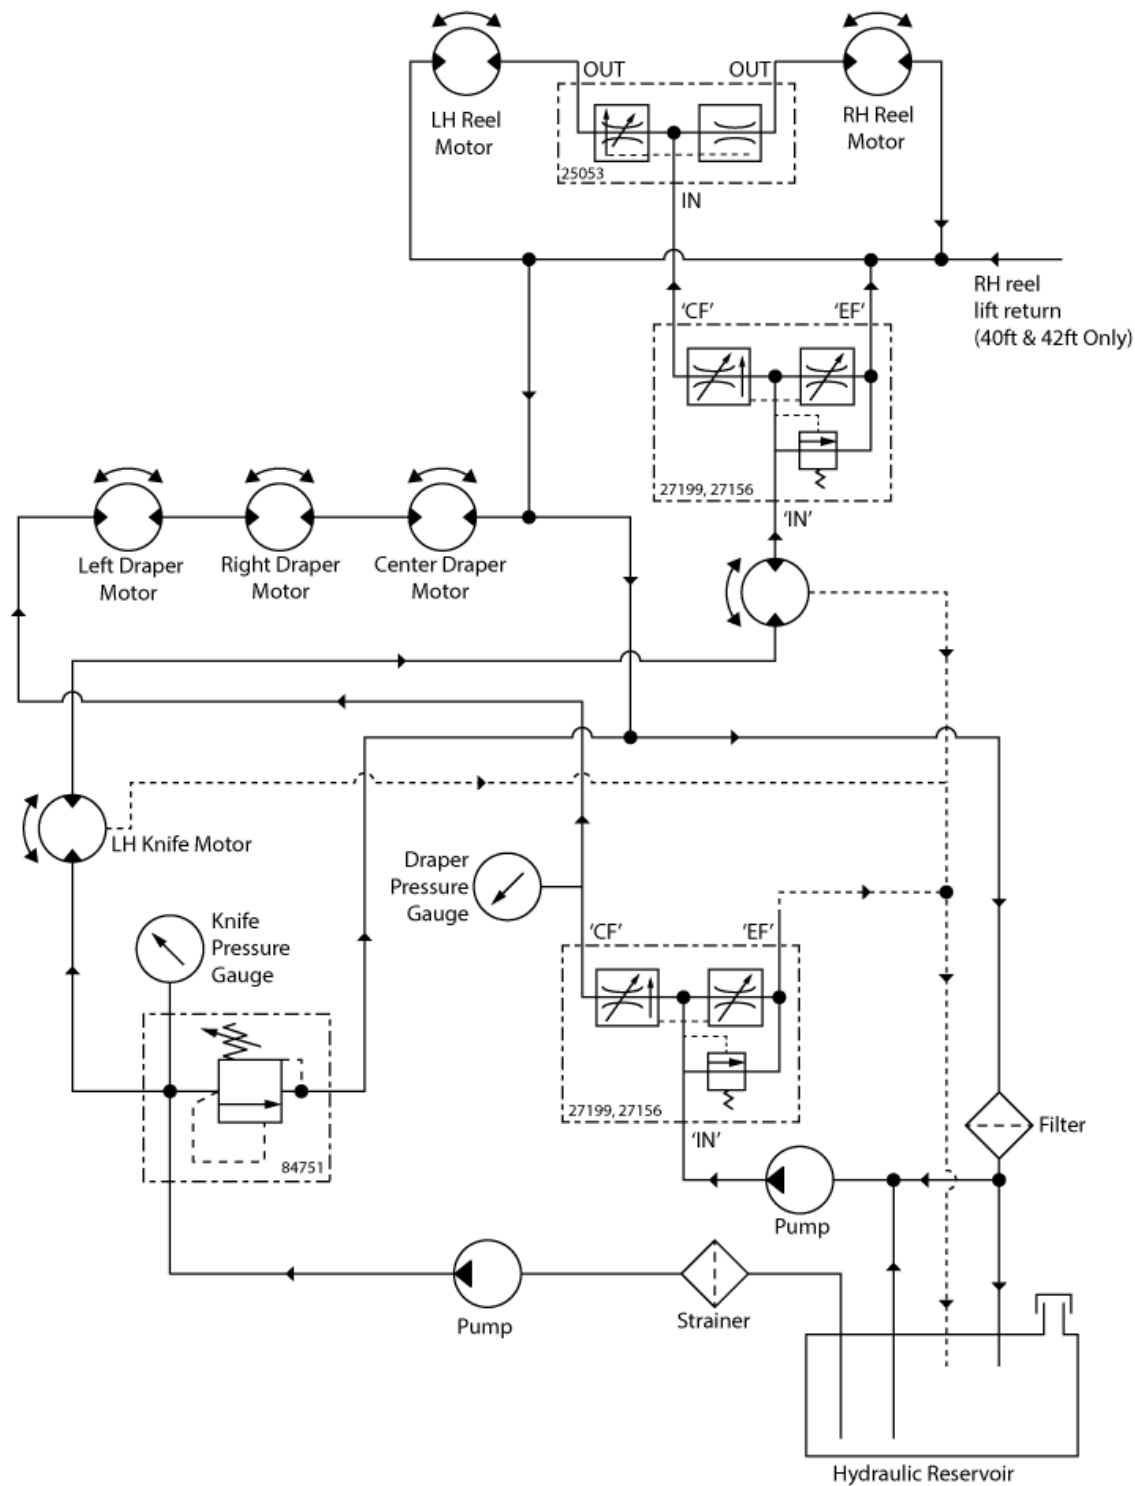 OUT
OUT
LH Reel
Motor
RH Reel
Motor
25053
IN
RH reel
lift return
(40ft & 42ft Only)
'CF'
'EF'
27199, 27156
'IN'
Left Draper
Motor
Right Draper
Motor
Center Draper
Motor
LH Knife Motor
Draper
Pressure
Gauge
Knife
Pressure
Gauge
'CF'
'EF'
27199, 27156
'IN'
84751
Filter
Pump
Pump
Strainer
Hydraulic Reservoir